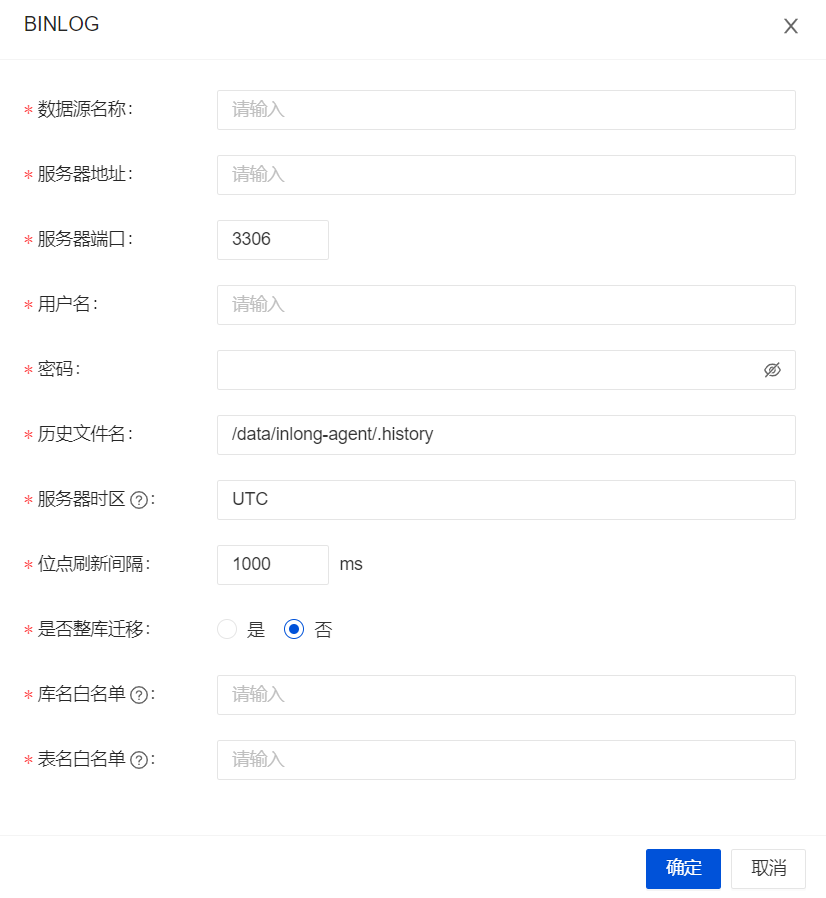 BINLOG
* 数据源名称: 请输入
* 服务器地址: 请输入
* 服务器端口: 3306
* 用户名: 请输入
* 密码:
* 历史文件名: /data/inlong-agent/.history
* 服务器时区 ?: UTC
* 位点刷新间隔: 1000 ms
* 是否整库迁移: 是 否
* 库名白名单 ?: 请输入
* 表名白名单 ?: 请输入
确定 取消